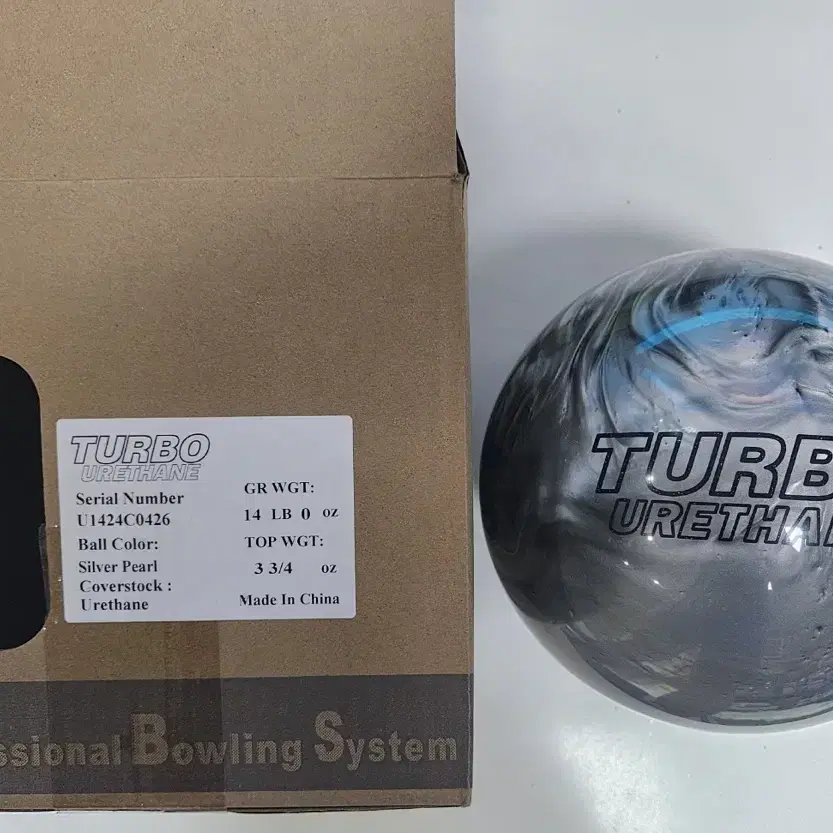 TURBO
URETHANE
Serial Number
U1424C0426
Ball Color:
Silver Pearl
Coverstock :
Urethane
GR WGT:
14 LB 0 oz
TOP WGT:
3 3/4 oz
Made In China
ssional Bowling System
TURB
URETHA